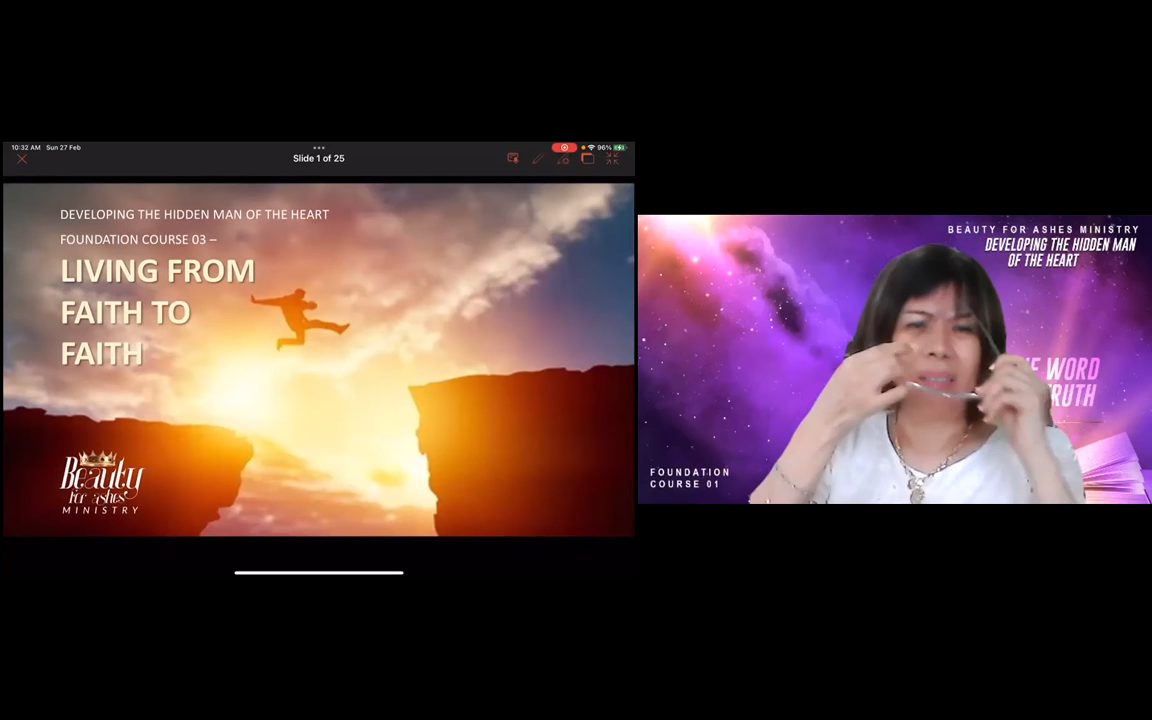 10:32 AM Sun 27 Feb
96%
Slide 1 of 25
DEVELOPING THE HIDDEN MAN OF THE HEART
FOUNDATION COURSE 03 –
LIVING FROM
FAITH TO
FAITH
Beauty
for ashes
MINISTRY
BEAUTY FOR ASHES MINISTRY
DEVELOPING THE HIDDEN MAN
OF THE HEART
WORD
FOUNDATION
COURSE 01